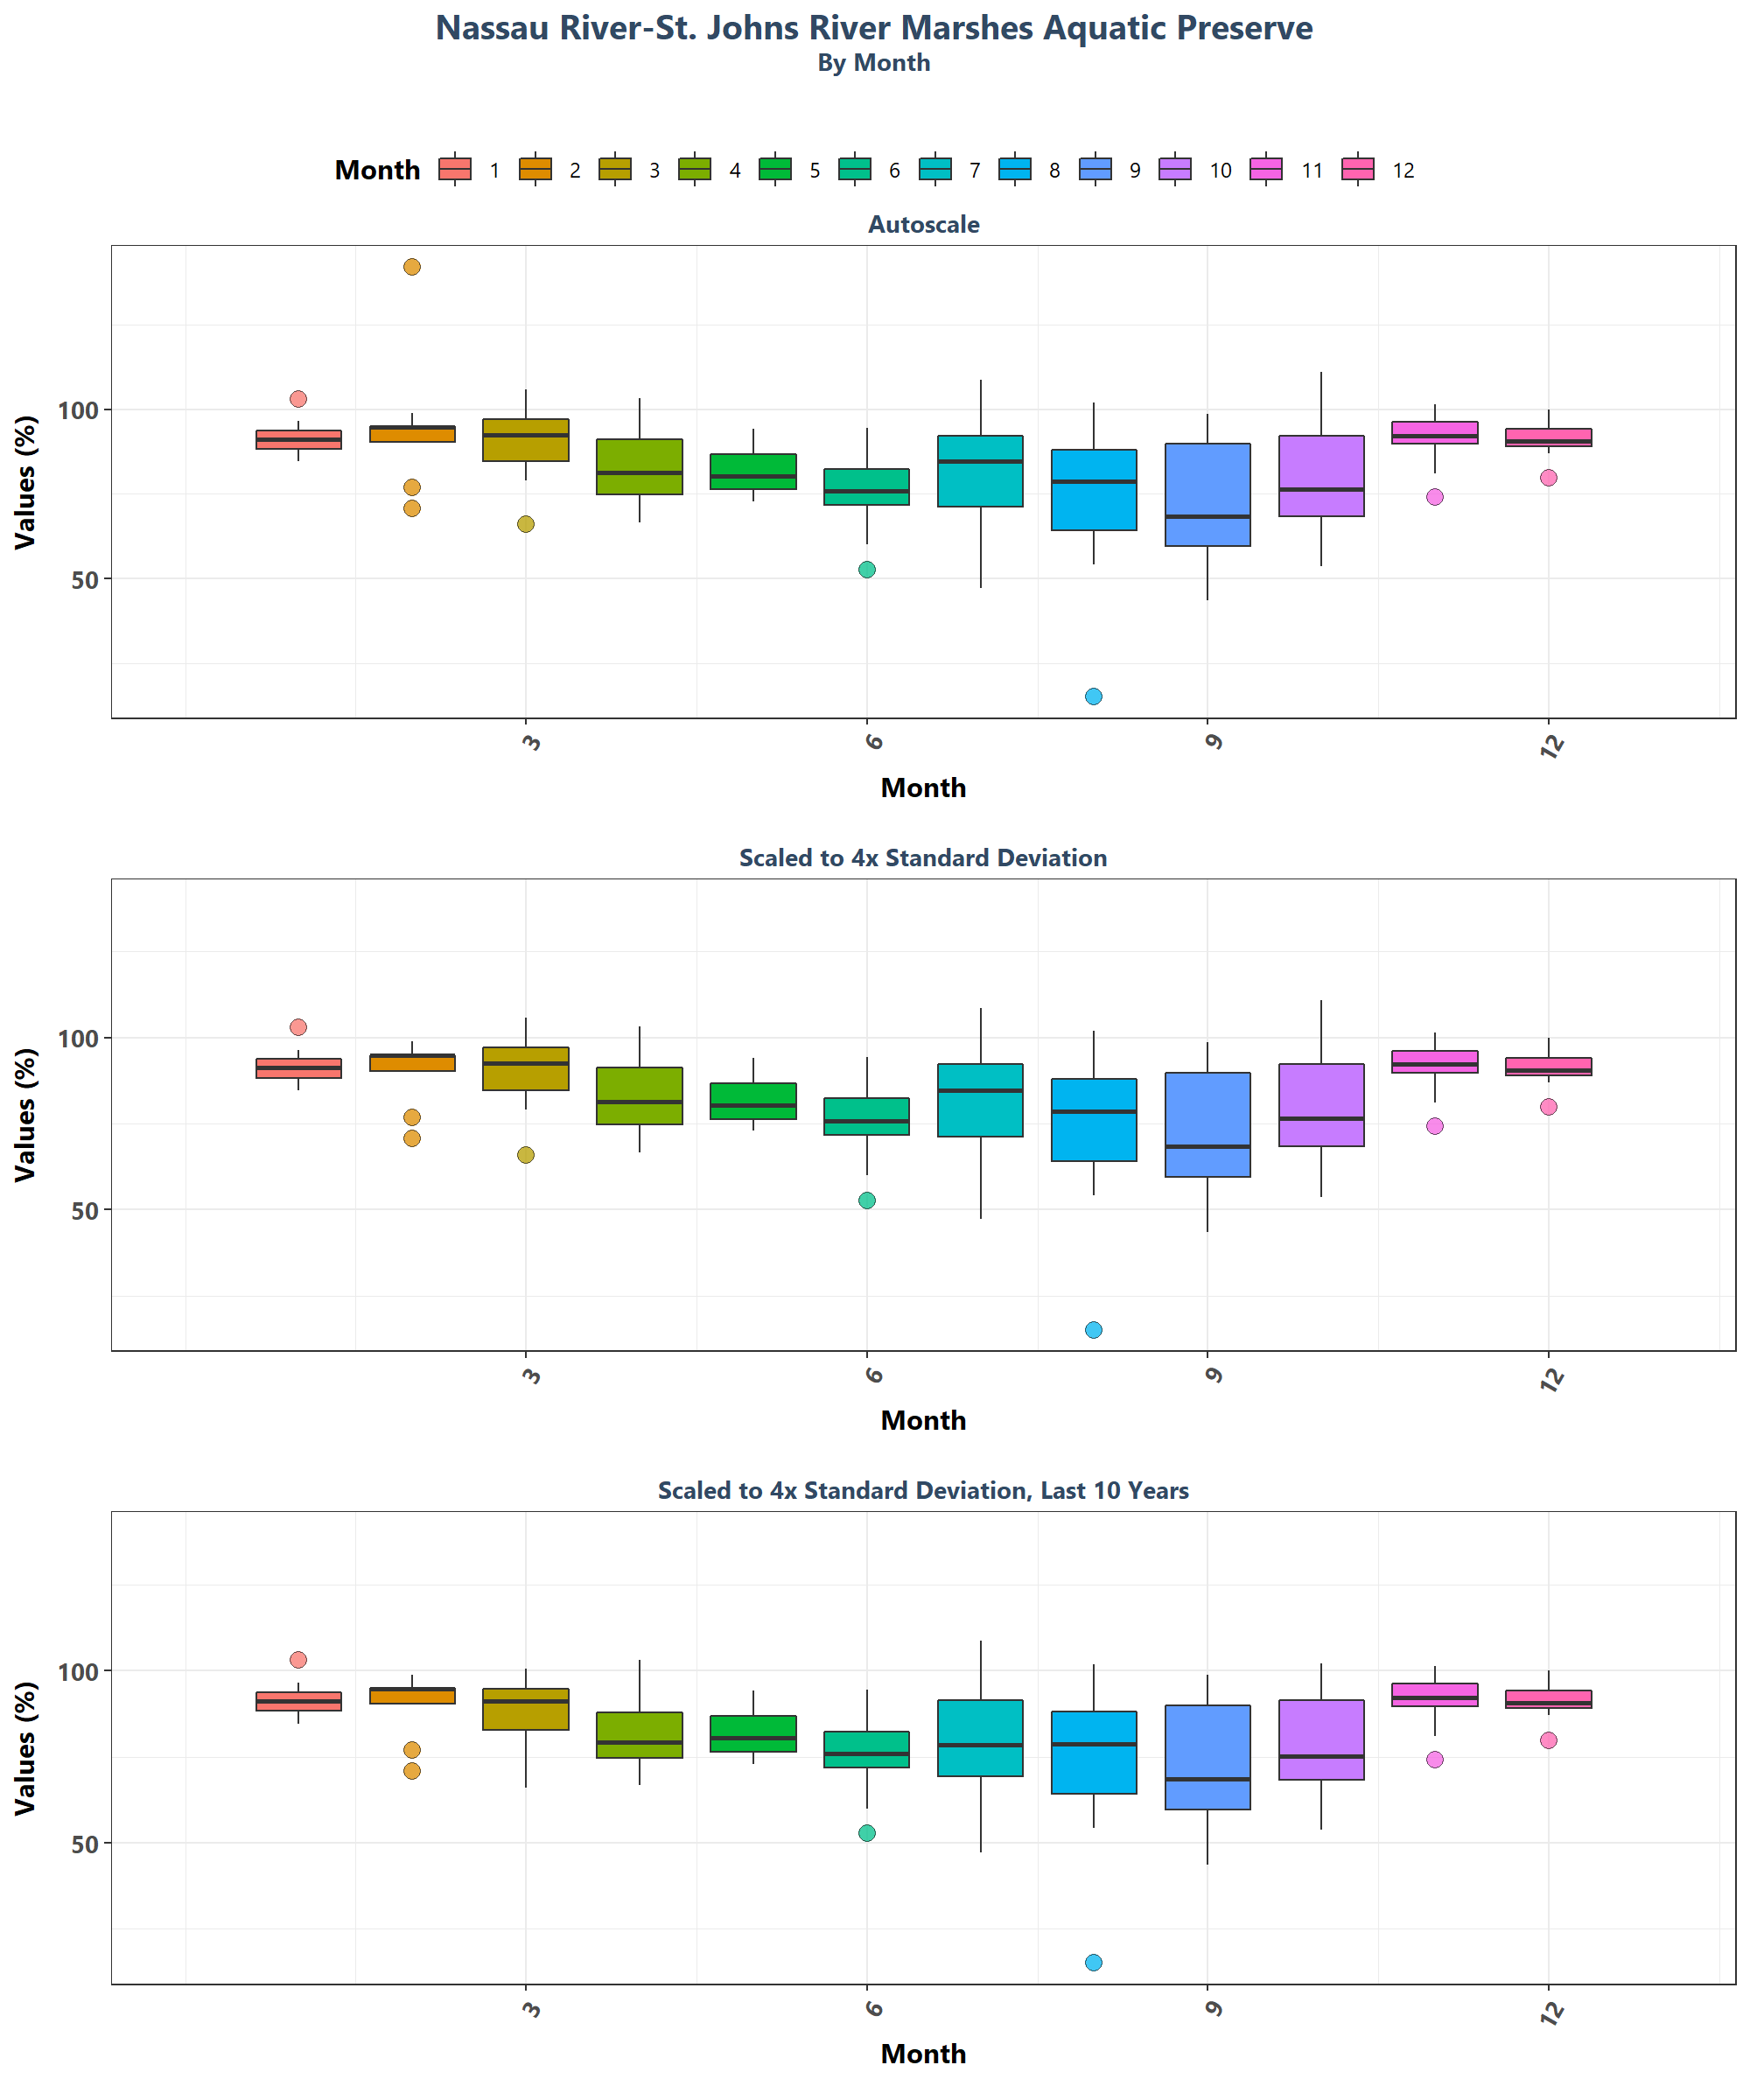 Nassau River-St. Johns River Marshes Aquatic Preserve
By Month
Month 1 2 3 4 5 6 7 8 9 10 11 12
Autoscale
Values (%)
100
50
3 6 9 12
Month
Scaled to 4x Standard Deviation
Values (%)
100
50
3 6 9 12
Month
Scaled to 4x Standard Deviation, Last 10 Years
Values (%)
100
50
3 6 9 12
Month